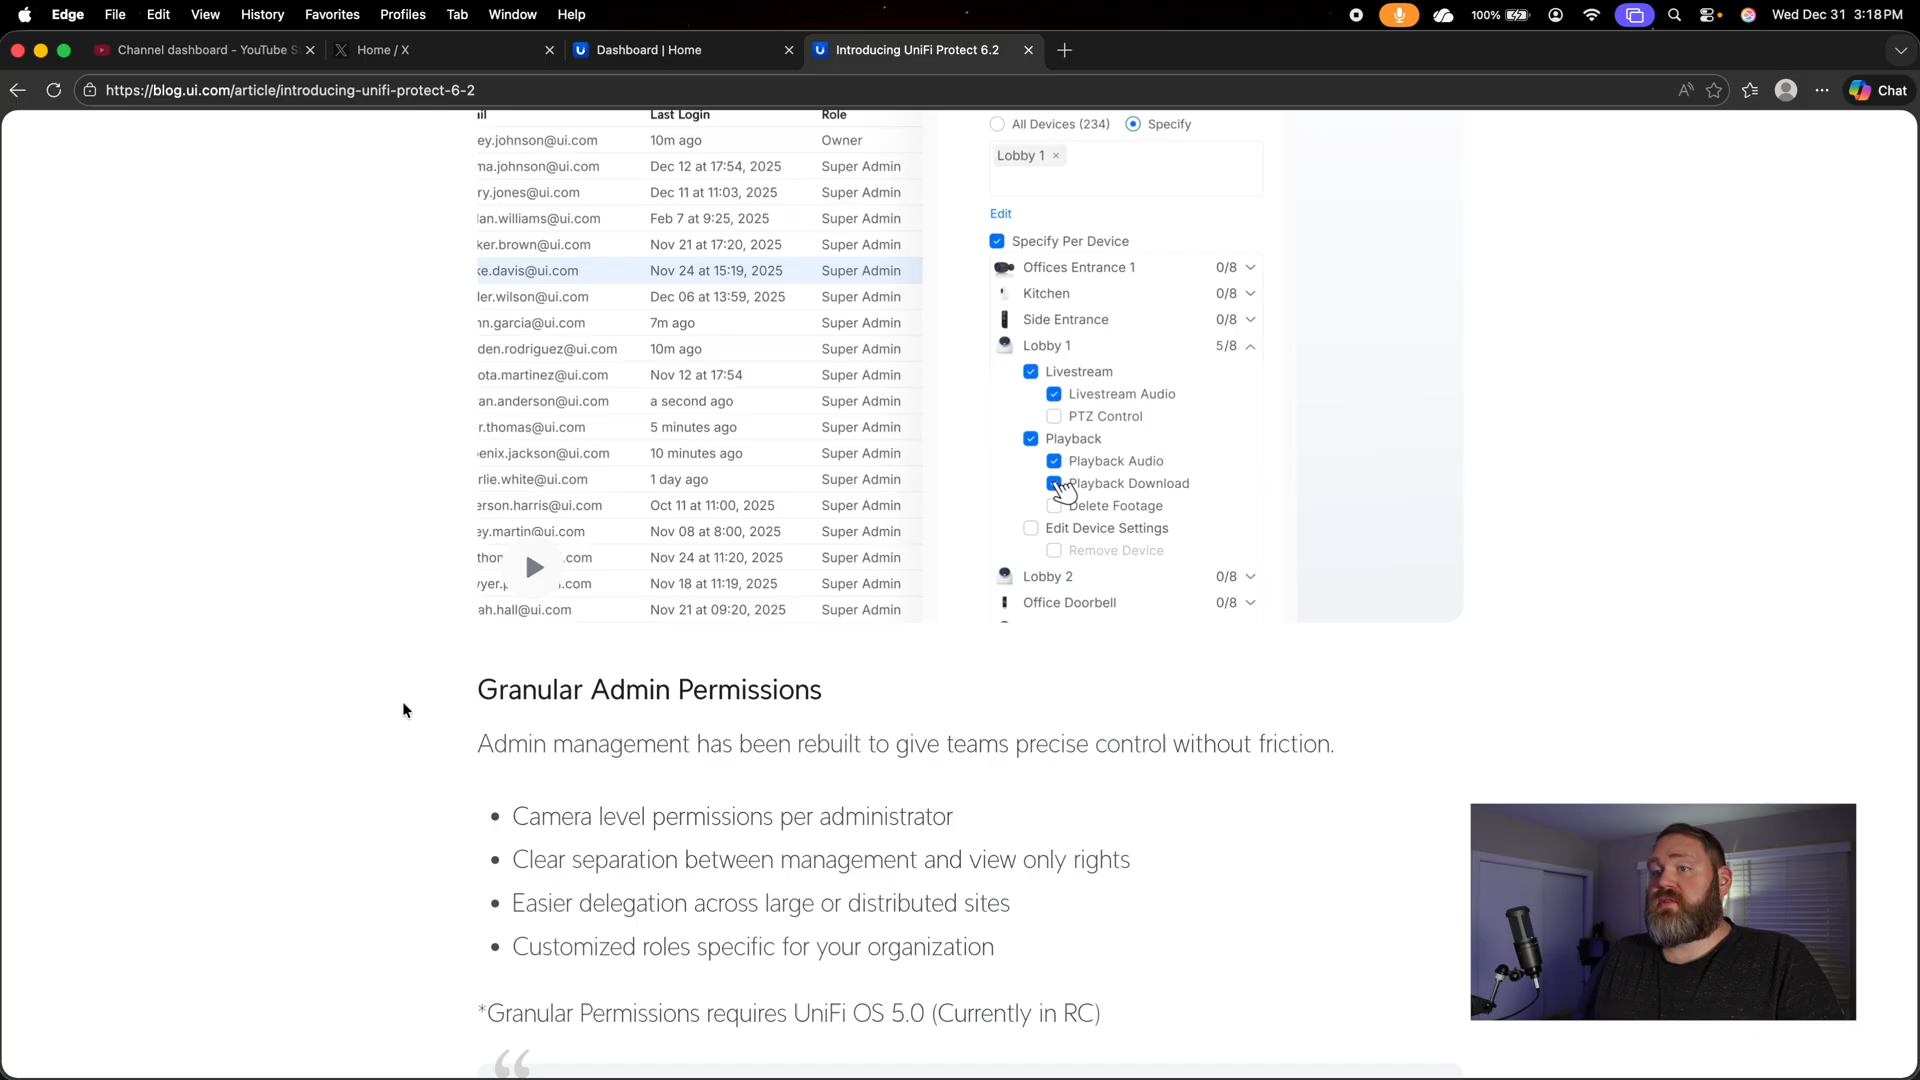 Edge File Edit View History Favorites Profiles Tab Window Help 100% Wed Dec 31 3:18 PM
Channel dashboard - YouTube S Home / X Dashboard | Home Introducing UniFi Protect 6.2
https://blog.ui.com/article/introducing-unifi-protect-6-2 Chat
il Last Login Role
ey.johnson@ui.com 10m ago Owner
ma.johnson@ui.com Dec 12 at 17:54, 2025 Super Admin
ry.jones@ui.com Dec 11 at 11:03, 2025 Super Admin
lan.williams@ui.com Feb 7 at 9:25, 2025 Super Admin
ker.brown@ui.com Nov 21 at 17:20, 2025 Super Admin
ke.davis@ui.com Nov 24 at 15:19, 2025 Super Admin
ler.wilson@ui.com Dec 06 at 13:59, 2025 Super Admin
hn.garcia@ui.com 7m ago Super Admin
den.rodriguez@ui.com 10m ago Super Admin
ota.martinez@ui.com Nov 12 at 17:54 Super Admin
an.anderson@ui.com a second ago Super Admin
r.thomas@ui.com 5 minutes ago Super Admin
enix.jackson@ui.com 10 minutes ago Super Admin
rlie.white@ui.com 1 day ago Super Admin
erson.harris@ui.com Oct 11 at 11:00, 2025 Super Admin
ey.martin@ui.com Nov 08 at 8:00, 2025 Super Admin
thor .com Nov 24 at 11:20, 2025 Super Admin
yer.p .com Nov 18 at 11:19, 2025 Super Admin
ah.hall@ui.com Nov 21 at 09:20, 2025 Super Admin
All Devices (234) Specify
Lobby 1 ×
Edit
Specify Per Device
Offices Entrance 1 0/8
Kitchen 0/8
Side Entrance 0/8
Lobby 1 5/8
Livestream
Livestream Audio
PTZ Control
Playback
Playback Audio
Playback Download
Delete Footage
Edit Device Settings
Remove Device
Lobby 2 0/8
Office Doorbell 0/8
Granular Admin Permissions
Admin management has been rebuilt to give teams precise control without friction.
• Camera level permissions per administrator
• Clear separation between management and view only rights
• Easier delegation across large or distributed sites
• Customized roles specific for your organization
*Granular Permissions requires UniFi OS 5.0 (Currently in RC)
“